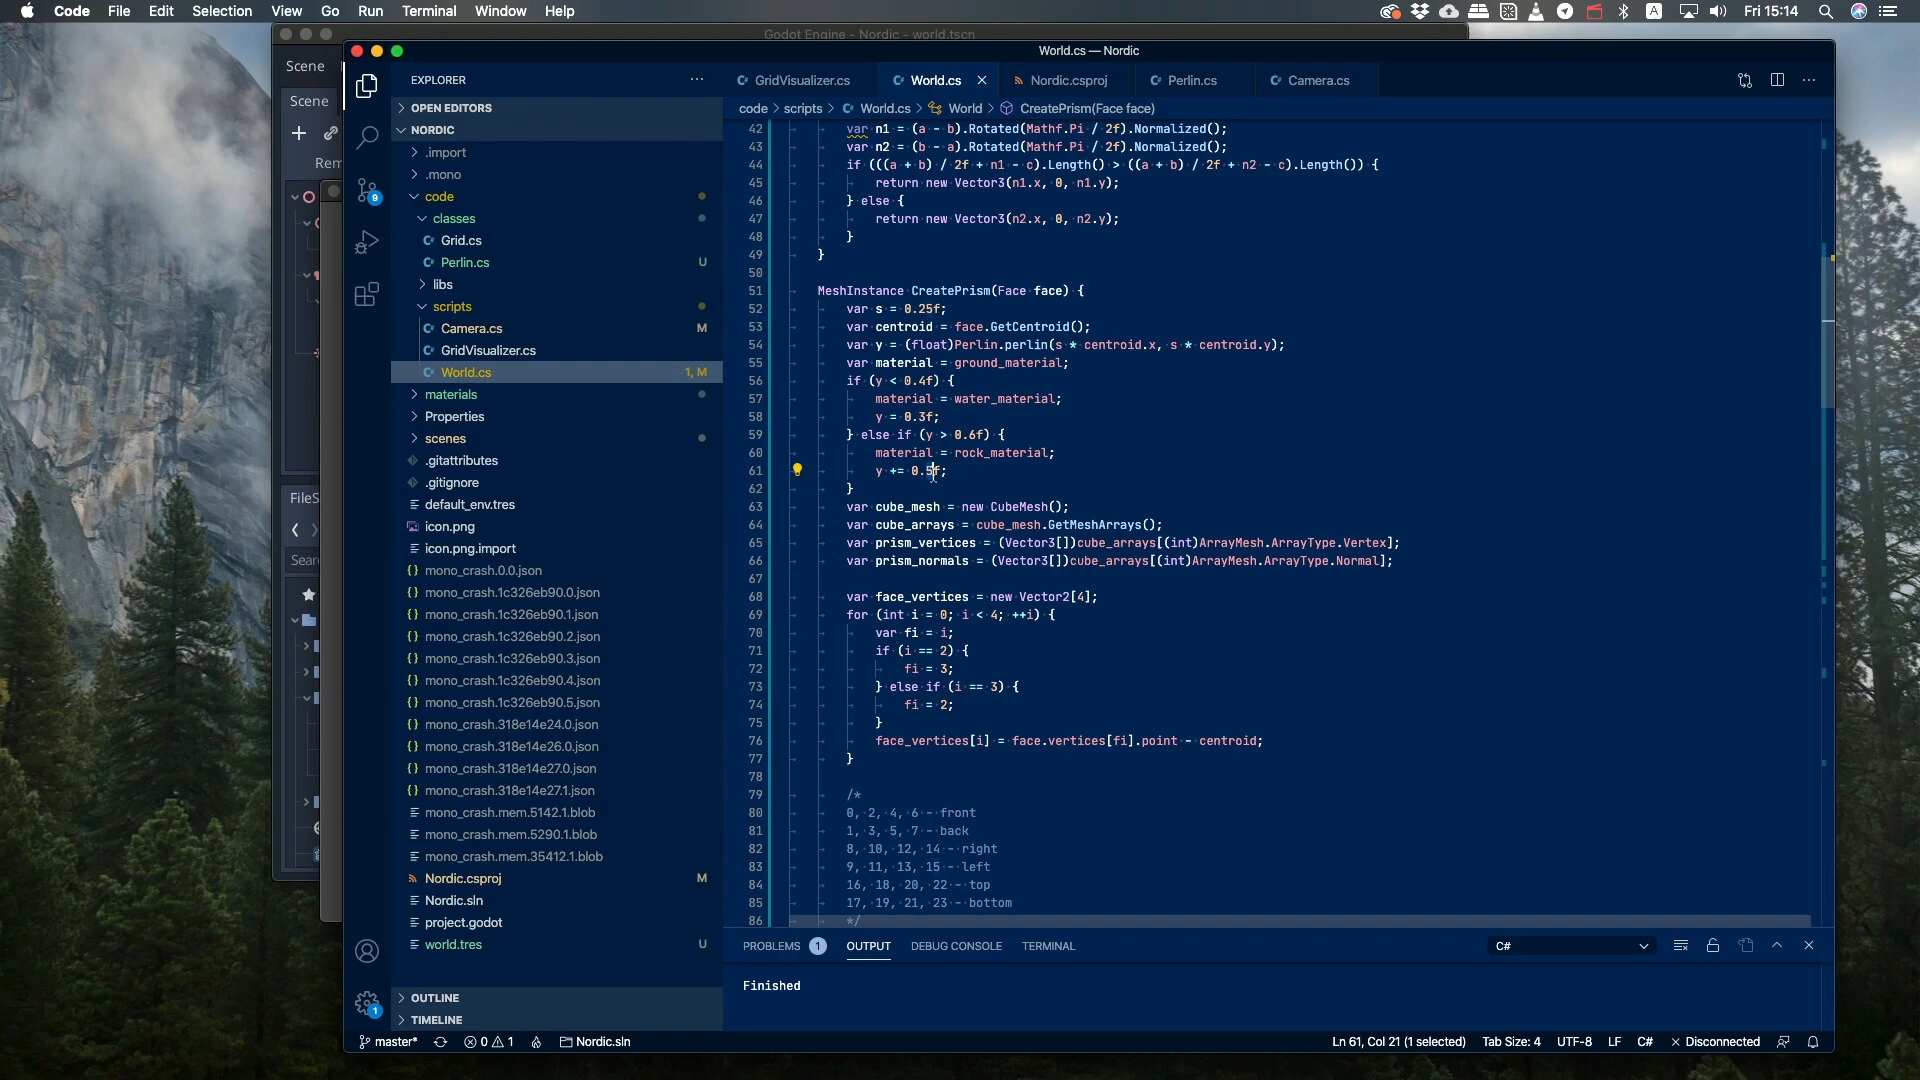 Code File Edit Selection View Go Run Terminal Window Help
A
Fri 15:14
Godot Engine - Nordic - world.tscn
World.cs — Nordic
Scene
Scene
EXPLORER
GridVisualizer.cs World.cs Nordic.csproj Perlin.cs Camera.cs
code > scripts > World.cs > World > CreatePrism(Face face)
OPEN EDITORS
NORDIC
.import
.mono
code
classes
Grid.cs
Perlin.cs U
libs
scripts
Camera.cs M
GridVisualizer.cs
World.cs 1, M
materials
Properties
scenes
.gitattributes
.gitignore
default_env.tres
icon.png
icon.png.import
mono_crash.0.0.json
mono_crash.1c326eb90.0.json
mono_crash.1c326eb90.1.json
mono_crash.1c326eb90.2.json
mono_crash.1c326eb90.3.json
mono_crash.1c326eb90.4.json
mono_crash.1c326eb90.5.json
mono_crash.318e14e24.0.json
mono_crash.318e14e26.0.json
mono_crash.318e14e27.0.json
mono_crash.318e14e27.1.json
mono_crash.mem.5142.1.blob
mono_crash.mem.5290.1.blob
mono_crash.mem.35412.1.blob
Nordic.csproj M
Nordic.sln
project.godot
world.tres U
OUTLINE
TIMELINE
9
1
42 var n1 = (a - b).Rotated(Mathf.Pi / 2f).Normalized();
43 var n2 = (b - a).Rotated(Mathf.Pi / 2f).Normalized();
44 if (((a + b) / 2f + n1 - c).Length() > ((a + b) / 2f + n2 - c).Length()) {
45 return new Vector3(n1.x, 0, n1.y);
46 } else {
47 return new Vector3(n2.x, 0, n2.y);
48 }
49 }
50
51 MeshInstance CreatePrism(Face face) {
52 var s = 0.25f;
53 var centroid = face.GetCentroid();
54 var y = (float)Perlin.perlin(s * centroid.x, s * centroid.y);
55 var material = ground_material;
56 if (y < 0.4f) {
57 material = water_material;
58 y = 0.3f;
59 } else if (y > 0.6f) {
60 material = rock_material;
61 y += 0.5f;
62 }
63 var cube_mesh = new CubeMesh();
64 var cube_arrays = cube_mesh.GetMeshArrays();
65 var prism_vertices = (Vector3[])cube_arrays[(int)ArrayMesh.ArrayType.Vertex];
66 var prism_normals = (Vector3[])cube_arrays[(int)ArrayMesh.ArrayType.Normal];
67
68 var face_vertices = new Vector2[4];
69 for (int i = 0; i < 4; ++i) {
70 var fi = i;
71 if (i == 2) {
72 fi = 3;
73 } else if (i == 3) {
74 fi = 2;
75 }
76 face_vertices[i] = face.vertices[fi].point - centroid;
77 }
78
79 /*
80 0, 2, 4, 6 - front
81 1, 3, 5, 7 - back
82 8, 10, 12, 14 - right
83 9, 11, 13, 15 - left
84 16, 18, 20, 22 - top
85 17, 19, 21, 23 - bottom
86 */
PROBLEMS 1 OUTPUT DEBUG CONSOLE TERMINAL C#
Finished
master* 0 1 Nordic.sln
Ln 61, Col 21 (1 selected) Tab Size: 4 UTF-8 LF C# Disconnected